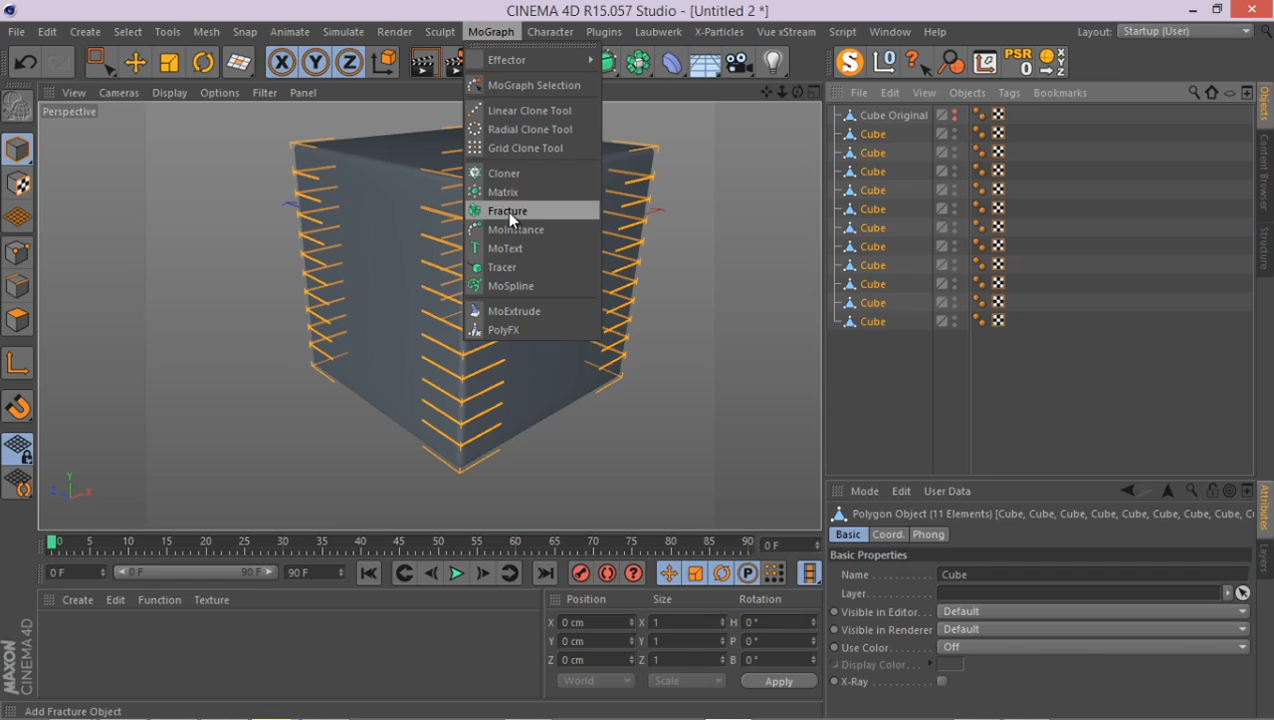 CINEMA 4D R15.057 Studio - [Untitled 2 *]
File Edit Create Select Tools Mesh Snap Animate Simulate Render Sculpt MoGraph Character Plugins Laubwerk X-Particles Vue xStream Script Window Help Layout: Startup (User)
X Y Z S 0 PSR 0
View Cameras Display Options Filter Panel
File Edit View Objects Tags Bookmarks
Perspective
Effector
MoGraph Selection
Linear Clone Tool
Radial Clone Tool
Grid Clone Tool
Cloner
Matrix
Fracture
MoInstance
MoText
Tracer
MoSpline
MoExtrude
PolyFX
Cube Original
Cube
Cube
Cube
Cube
Cube
Cube
Cube
Cube
Cube
Cube
Cube
Objects
Content Browser
Structure
Attributes
Layers
Y
Z X
Mode Edit User Data
Polygon Object (11 Elements) [Cube, Cube, Cube, Cube, Cube, Cube, Cube, Cube,
Basic Coord. Phong
Basic Properties
Name Cube
Layer
Visible in Editor Default
Visible in Renderer Default
Use Color Off
Display Color
X-Ray
0 5 10 15 20 25 30 35 40 45 50 55 60 65 70 75 80 85 90 0 F
0 F 0 F 90 F 90 F
P
Create Edit Function Texture
Position Size Rotation
X 0 cm X 1 H 0 °
Y 0 cm Y 1 P 0 °
Z 0 cm Z 1 B 0 °
World Scale Apply
MAXON
CINEMA 4D
Add Fracture Object